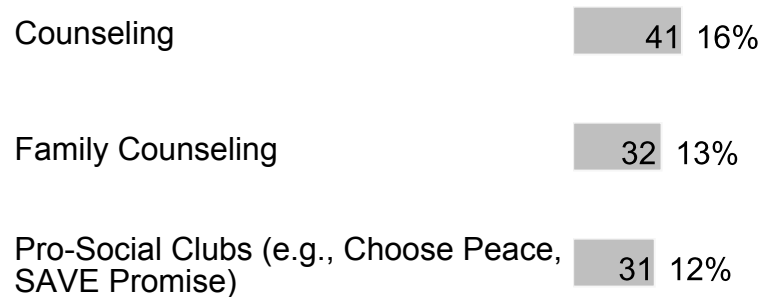 Counseling 41 16%
Family Counseling 32 13%
Pro-Social Clubs (e.g., Choose Peace,
SAVE Promise) 31 12%